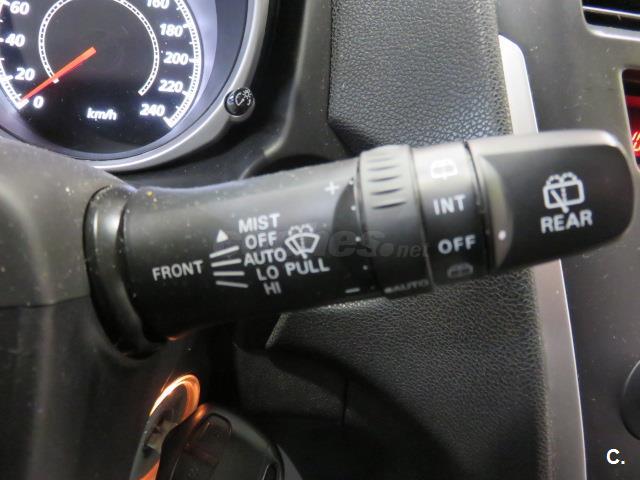 60
40
20
0
160
180
200
220
240
km/h
MIST
OFF
AUTO
LO PULL
HI
FRONT
+
−
INT
OFF
AUTO
REAR
.net
C.